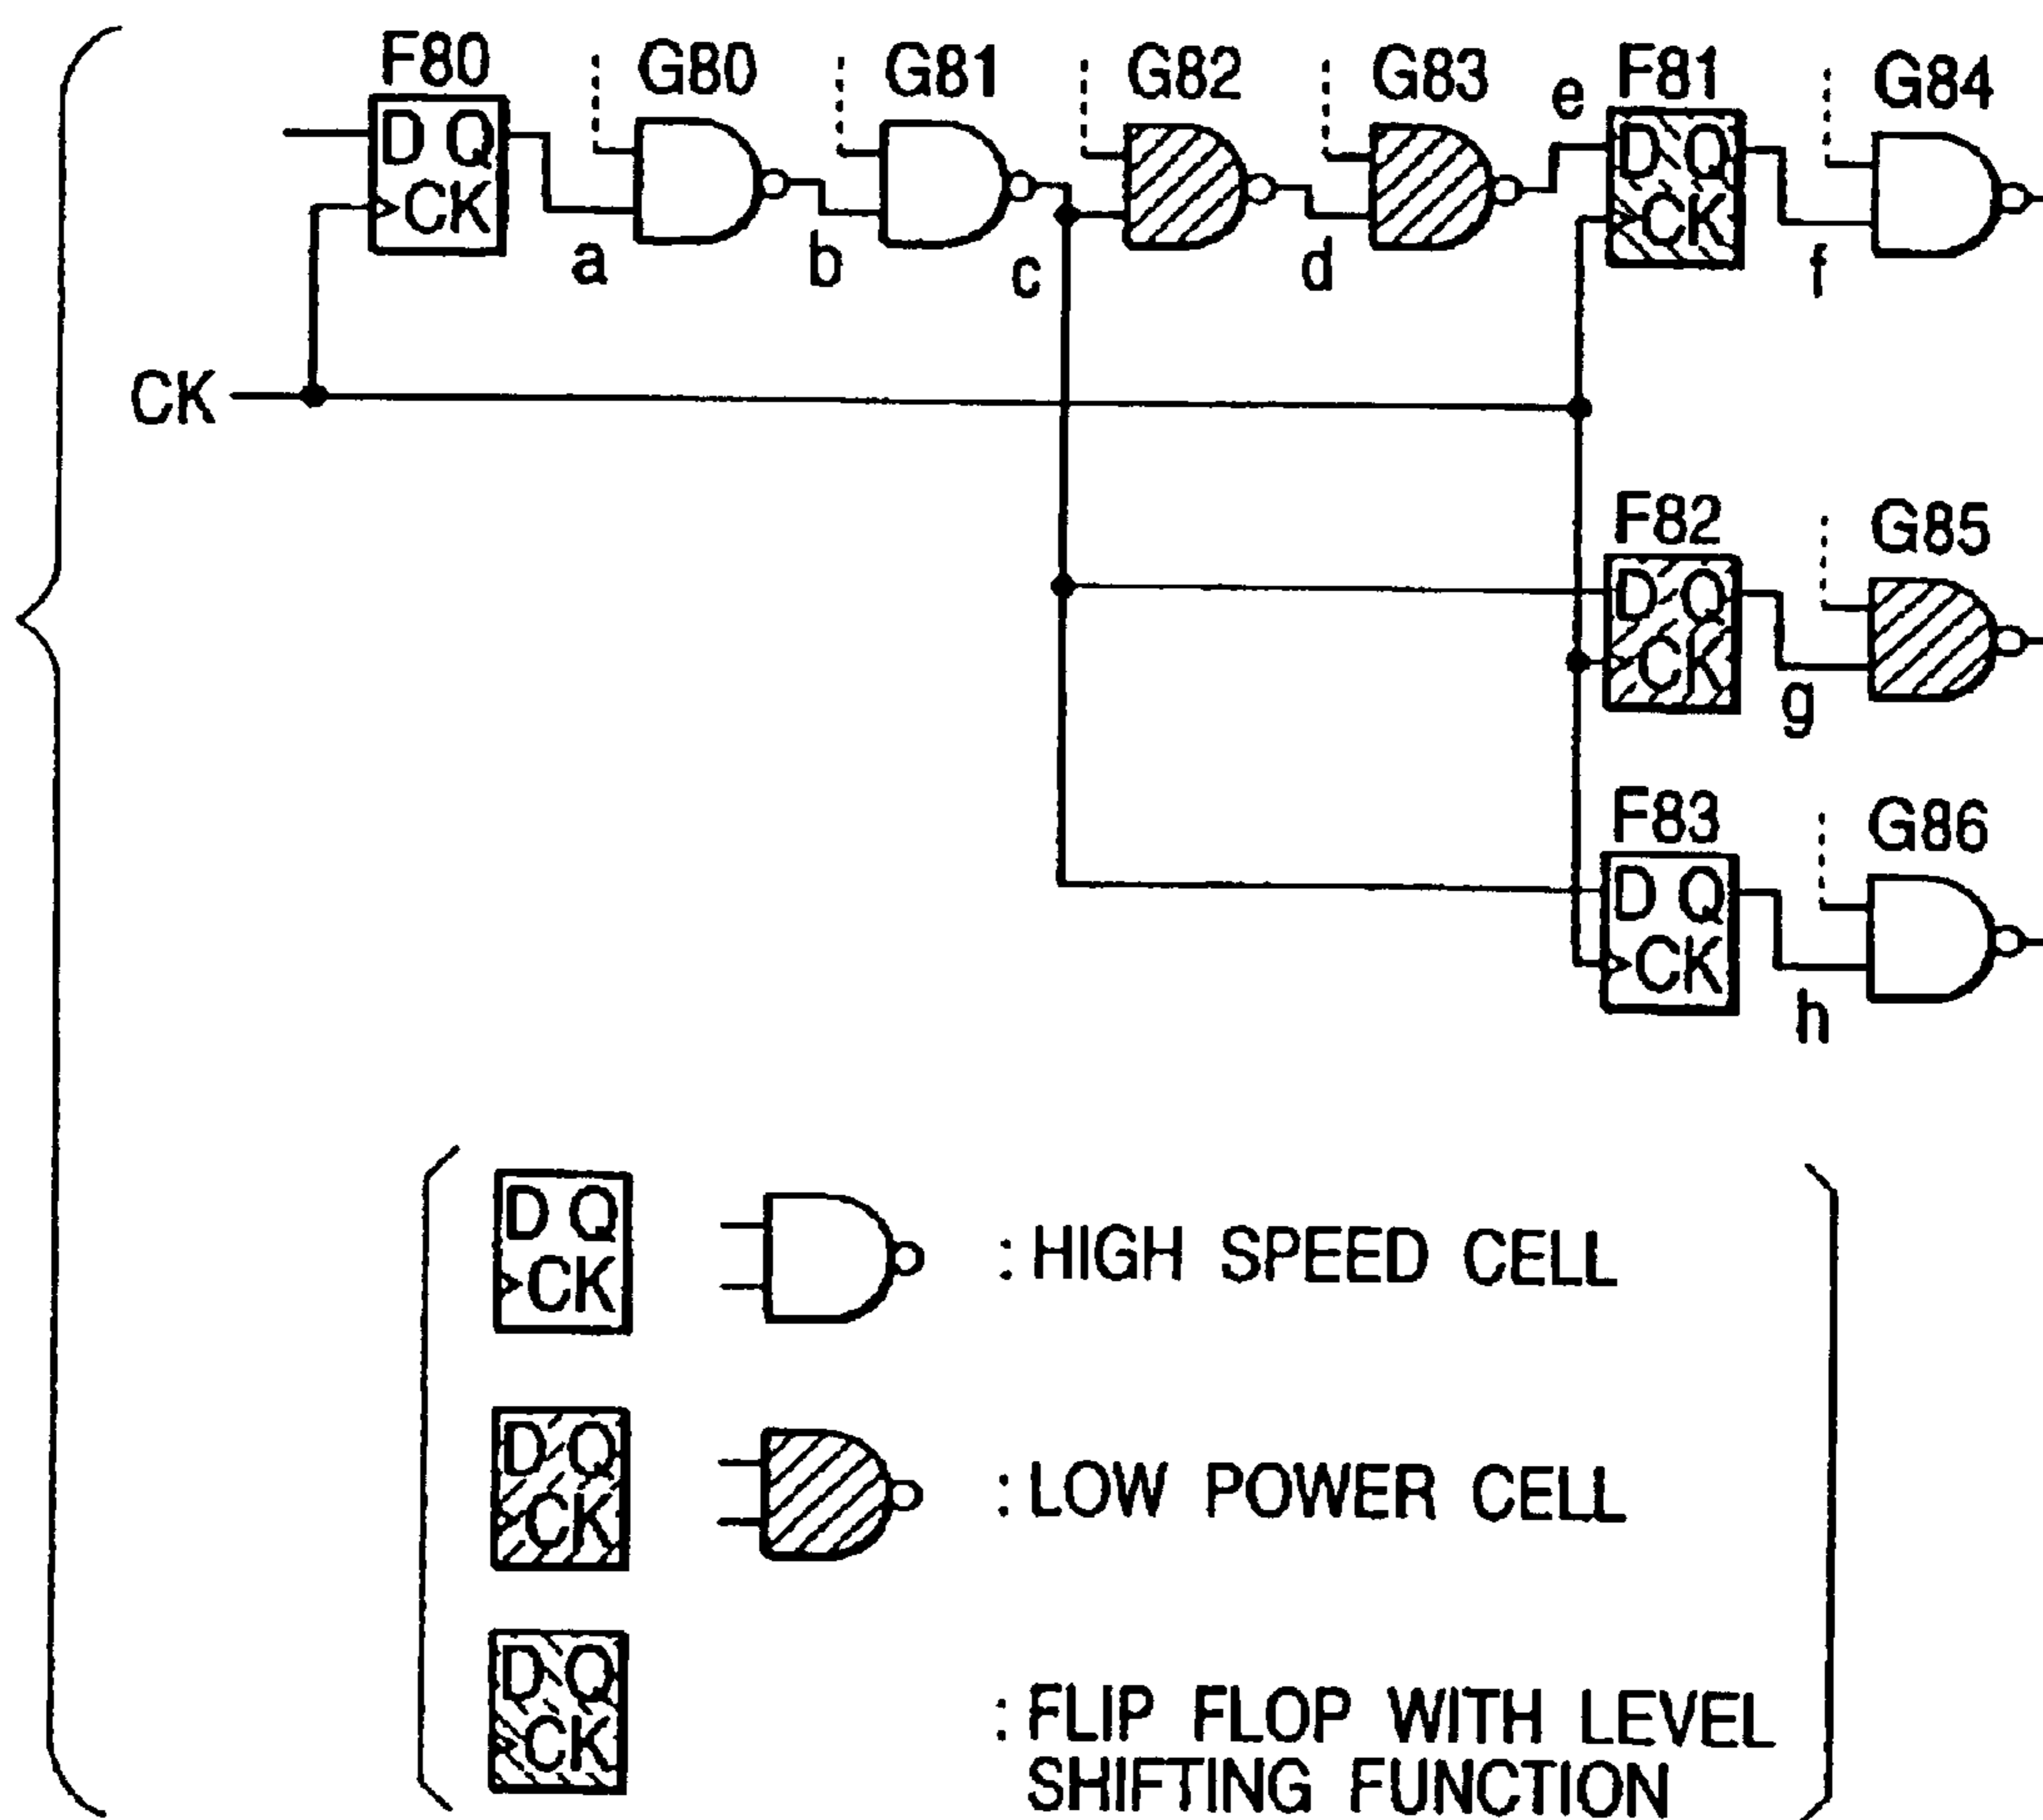 F80 G80 G81 G82 G83 e F81 G84
D Q D Q
CK CK
a b c d f
CK
F82 G85
D Q
CK
g
F83 G86
D Q
CK
h
D Q
CK : HIGH SPEED CELL
D Q
CK : LOW POWER CELL
D Q
CK : FLIP FLOP WITH LEVEL
SHIFTING FUNCTION